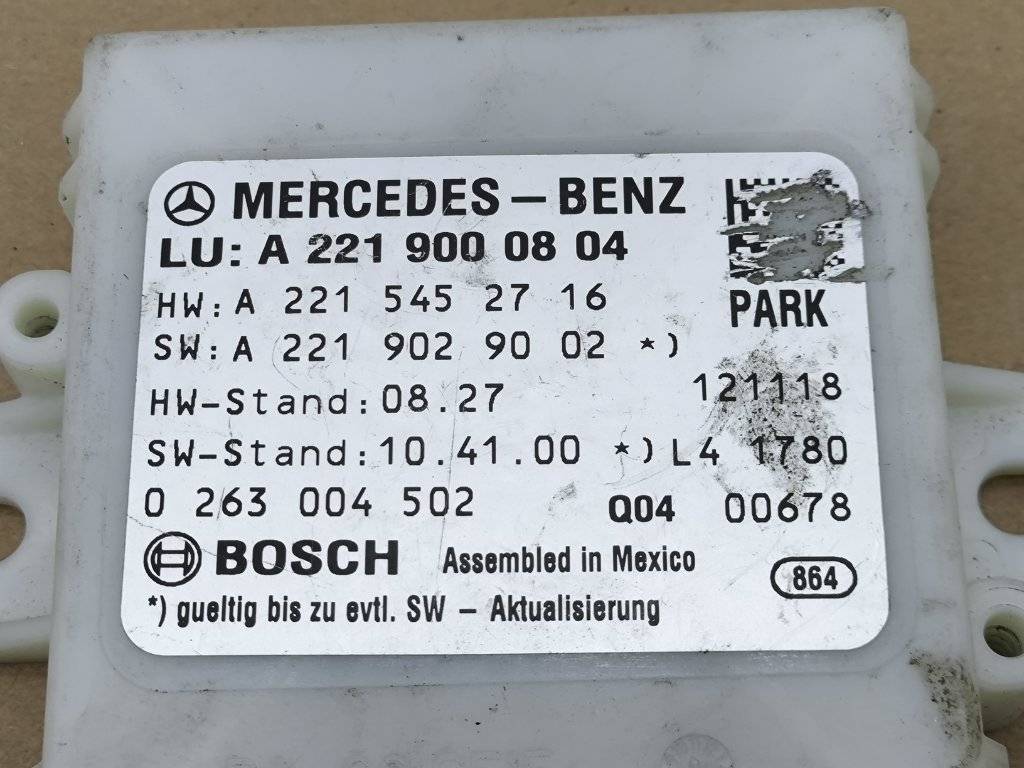 MERCEDES-BENZ
LU: A 221 900 08 04
HW: A 221 545 27 16
PARK
SW: A 221 902 90 02 *)
HW-Stand: 08.27 121118
SW-Stand: 10.41.00 *) L4 1780
0 263 004 502 Q04 00678
BOSCH Assembled in Mexico 864
*) gueltig bis zu evtl. SW - Aktualisierung